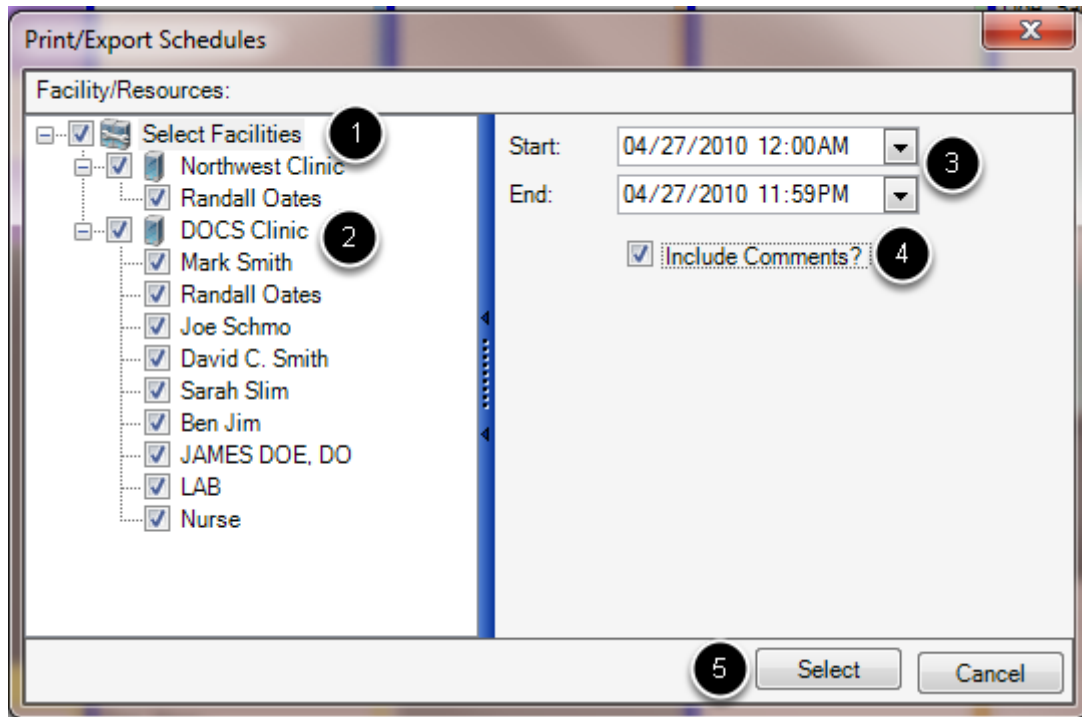 Print/Export Schedules
Facility/Resources:
Select Facilities 1
Northwest Clinic
Randall Oates
DOCS Clinic 2
Mark Smith
Randall Oates
Joe Schmo
David C. Smith
Sarah Slim
Ben Jim
JAMES DOE, DO
LAB
Nurse
Start: 04/27/2010 12:00AM
3
End: 04/27/2010 11:59PM
Include Comments? 4
5 Select Cancel